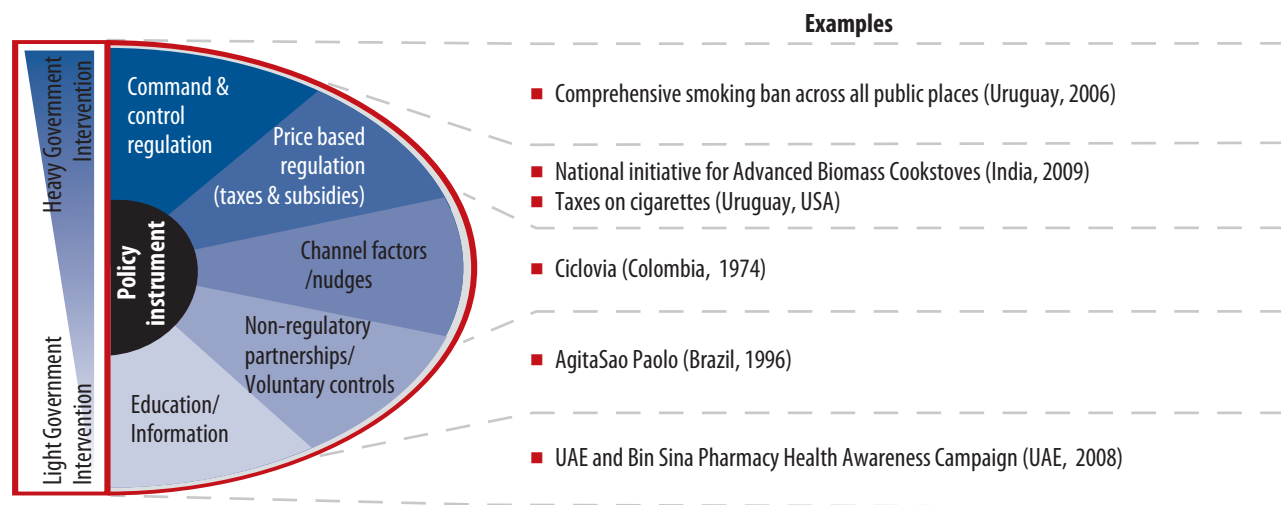 Examples
Heavy Government
Intervention
Light Government
Intervention
Policy
instrument
Command &
control
regulation
Price based
regulation
(taxes & subsidies)
Channel factors
/nudges
Non-regulatory
partnerships/
Voluntary controls
Education/
Information
Comprehensive smoking ban across all public places (Uruguay, 2006)
National initiative for Advanced Biomass Cookstoves (India, 2009)
Taxes on cigarettes (Uruguay, USA)
Ciclovia (Colombia, 1974)
AgitaSao Paolo (Brazil, 1996)
UAE and Bin Sina Pharmacy Health Awareness Campaign (UAE, 2008)